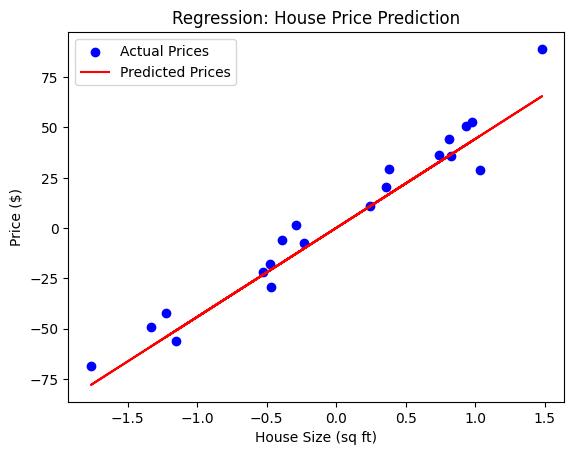 Regression: House Price Prediction
Actual Prices
Predicted Prices
Price ($)
75
50
25
0
−25
−50
−75
−1.5
−1.0
−0.5
0.0
0.5
1.0
1.5
House Size (sq ft)